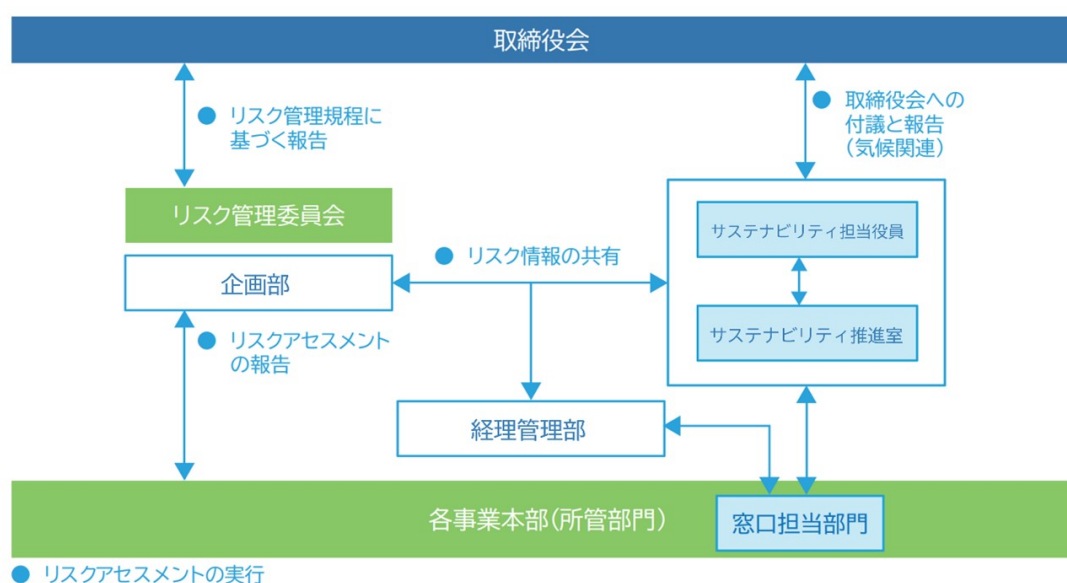 取締役会
● リスク管理規程に
基づく報告
● 取締役会への
付議と報告
（気候関連）
リスク管理委員会
サステナビリティ担当役員
● リスク情報の共有
企画部
● リスクアセスメント
の報告
サステナビリティ推進室
経理管理部
各事業本部（所管部門）
窓口担当部門
● リスクアセスメントの実行